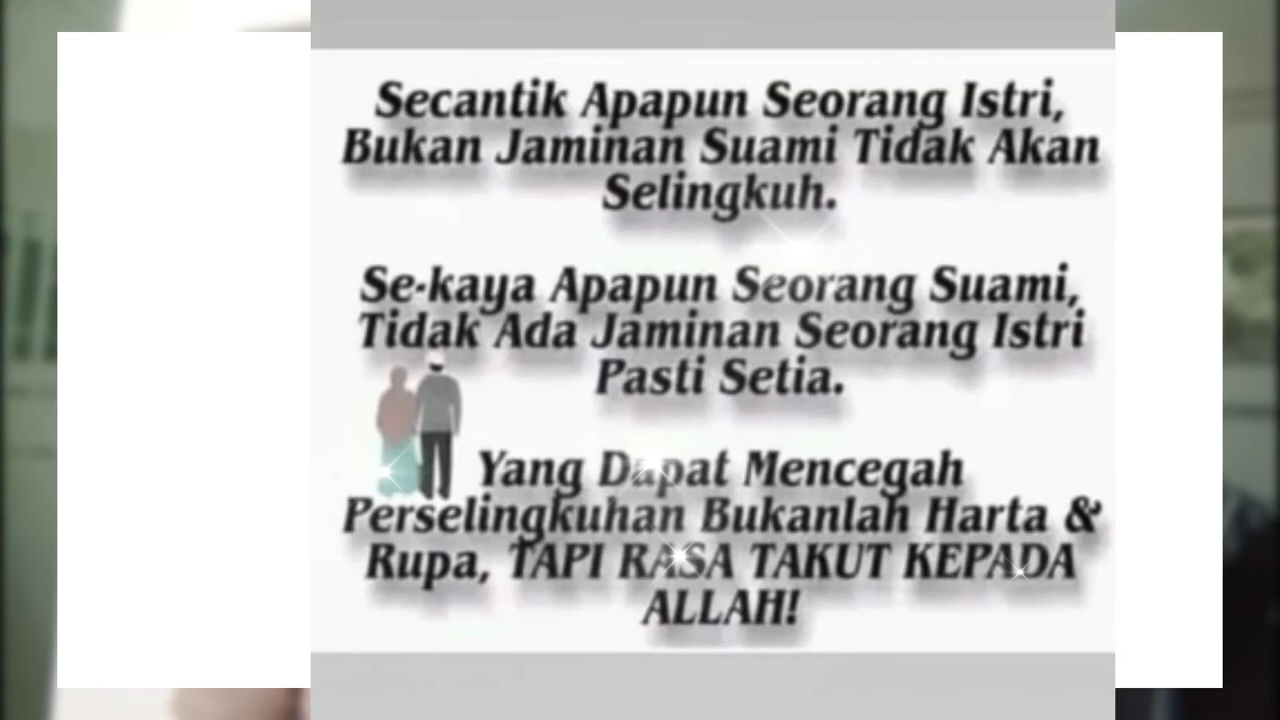 Secantik Apapun Seorang Istri,
Bukan Jaminan Suami Tidak Akan
Selingkuh.
Se-kaya Apapun Seorang Suami,
Tidak Ada Jaminan Seorang Istri
Pasti Setia.
Yang Dapat Mencegah
Perselingkuhan Bukanlah Harta &
Rupa, TAPI RASA TAKUT KEPADA
ALLAH!